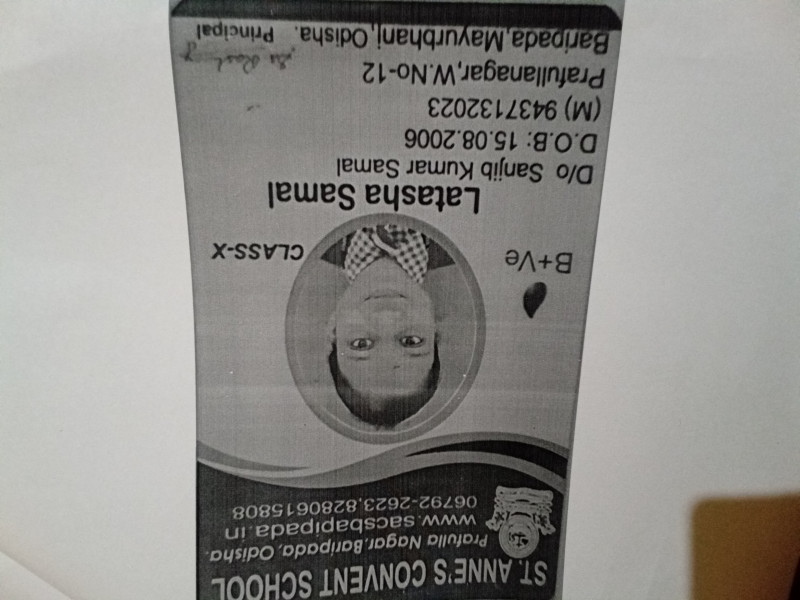 ST. ANNE'S CONVENT SCHOOL
Prafulla Nagar,Baripada, Odisha.
www.sacsbapipada.in
06792-2623,8280615808
B+Ve
CLASS-X
Latasha Samal
D/o Sanjib Kumar Samal
D.O.B: 15.08.2006
(M) 9437132023
Prafullanagar,W.No-12
Baripada,Mayurbhanj,Odisha.
Principal